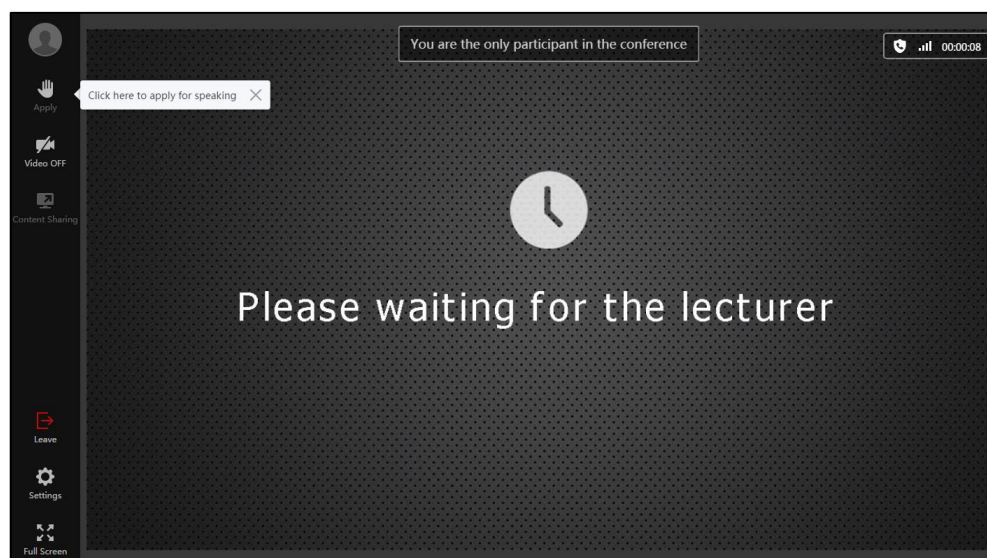 You are the only participant in the conference
00:00:08
Apply
Click here to apply for speaking
Video OFF
Content Sharing
Please waiting for the lecturer
Leave
Settings
Full Screen